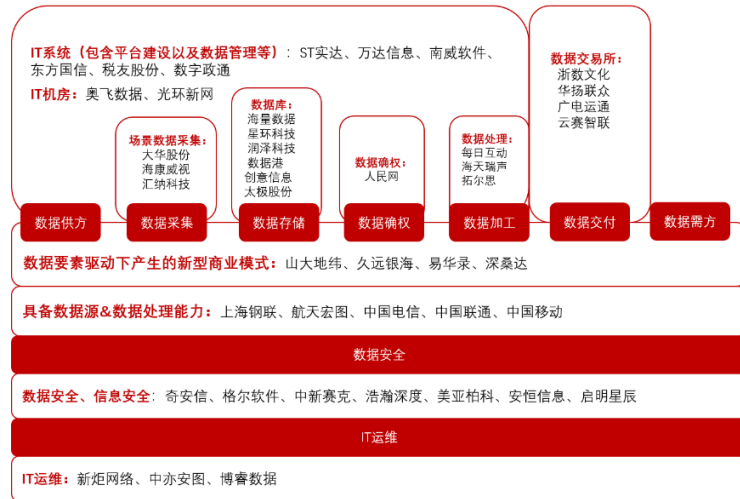 IT系统（包含平台建设以及数据管理等）：ST实达、万达信息、南威软件、
东方国信、税友股份、数字政通
IT机房：奥飞数据、光环新网
场景数据采集：
大华股份
海康威视
汇纳科技
数据库：
海量数据
星环科技
润泽科技
数据港
创意信息
太极股份
数据确权：
人民网
数据处理：
每日互动
海天瑞声
拓尔思
数据交易所：
浙数文化
华扬联众
广电运通
云赛智联
数据供方
数据采集
数据存储
数据确权
数据加工
数据交付
数据需方
数据要素驱动下产生的新型商业模式：山大地纬、久远银海、易华录、深桑达
具备数据源&数据处理能力：上海钢联、航天宏图、中国电信、中国联通、中国移动
数据安全
数据安全、信息安全：奇安信、格尔软件、中新赛克、浩瀚深度、美亚柏科、安恒信息、启明星辰
IT运维
IT运维：新炬网络、中亦安图、博睿数据